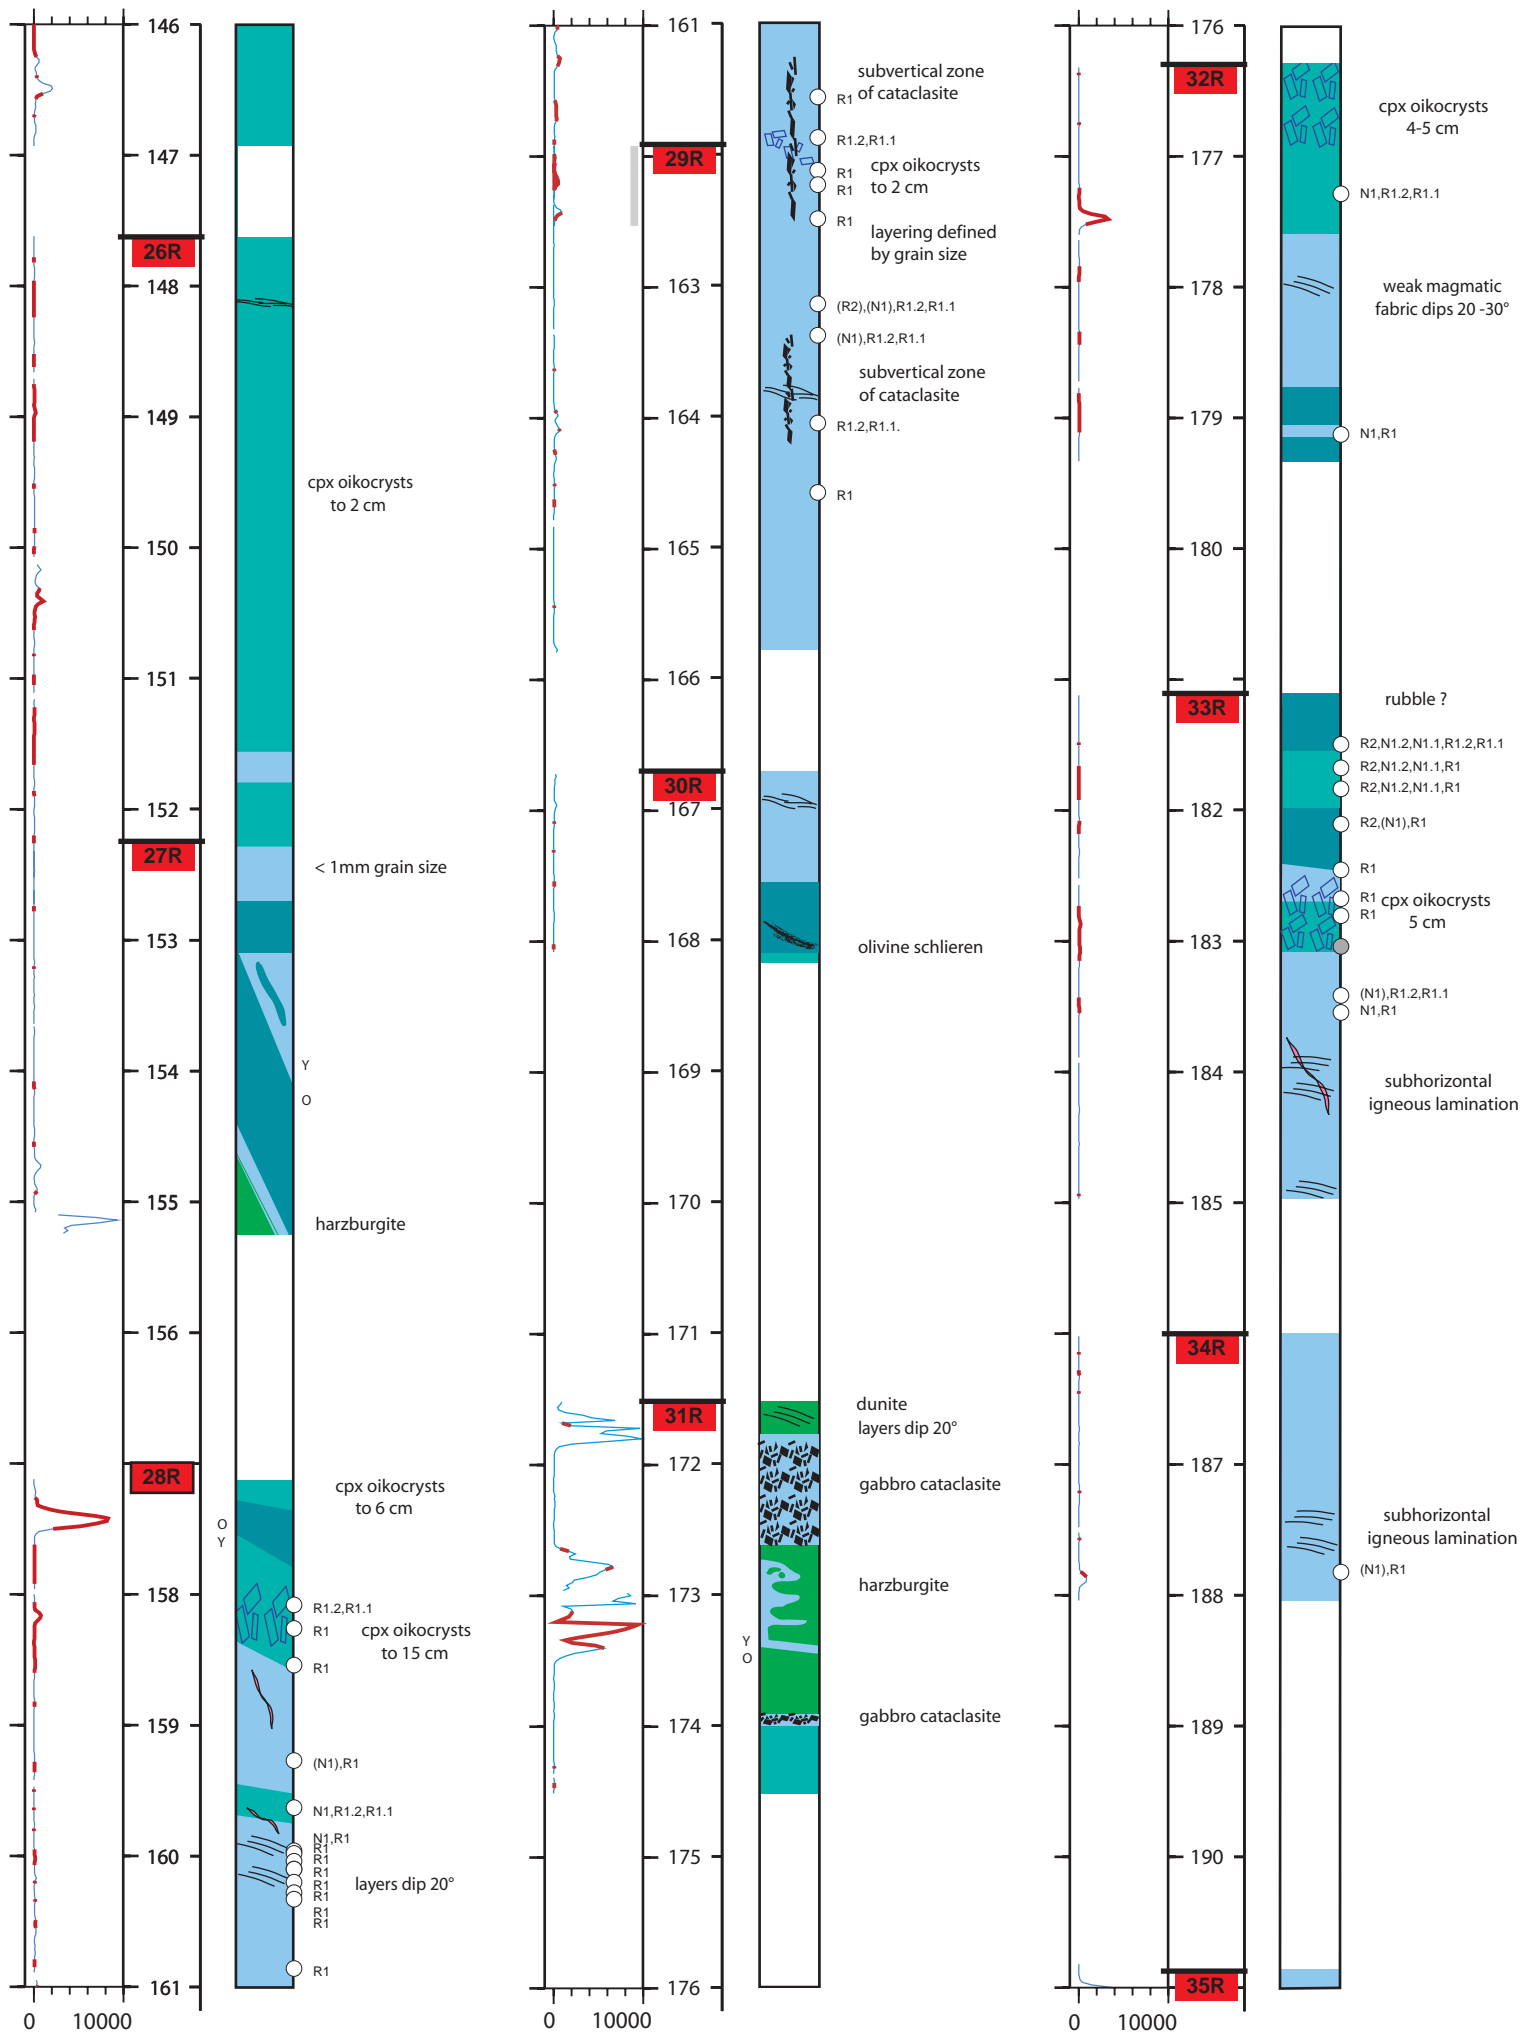 146
147
26R
148
149
cpx oikocrysts
to 2 cm
150
151
152
27R
< 1mm grain size
153
154
Y
O
155
harzburgite
156
28R
cpx oikocrysts
to 6 cm
O
Y
158
R1.2,R1.1
R1
cpx oikocrysts
to 15 cm
R1
159
(N1),R1
N1,R1.2,R1.1
N1,R1
R1
R1
160
R1
R1
layers dip 20°
R1
R1
R1
R1
161
0 10000
161
subvertical zone
of cataclasite
R1
R1.2,R1.1
29R
cpx oikocrysts
to 2 cm
R1
R1
R1
layering defined
by grain size
163
(R2),(N1),R1.2,R1.1
(N1),R1.2,R1.1
subvertical zone
of cataclasite
164
R1.2,R1.1.
R1
165
166
30R
167
168
olivine schlieren
169
170
171
31R
dunite
layers dip 20°
172
gabbro cataclasite
173
harzburgite
Y
O
174
gabbro cataclasite
175
176
0 10000
176
32R
cpx oikocrysts
4-5 cm
177
N1,R1.2,R1.1
178
weak magmatic
fabric dips 20 -30°
179
N1,R1
180
33R
rubble ?
R2,N1.2,N1.1,R1.2,R1.1
R2,N1.2,N1.1,R1
R2,N1.2,N1.1,R1
182
R2,(N1),R1
R1
R1
cpx oikocrysts
5 cm
R1
183
(N1),R1.2,R1.1
N1,R1
184
subhorizontal
igneous lamination
185
34R
187
subhorizontal
igneous lamination
(N1),R1
188
189
190
35R
0 10000